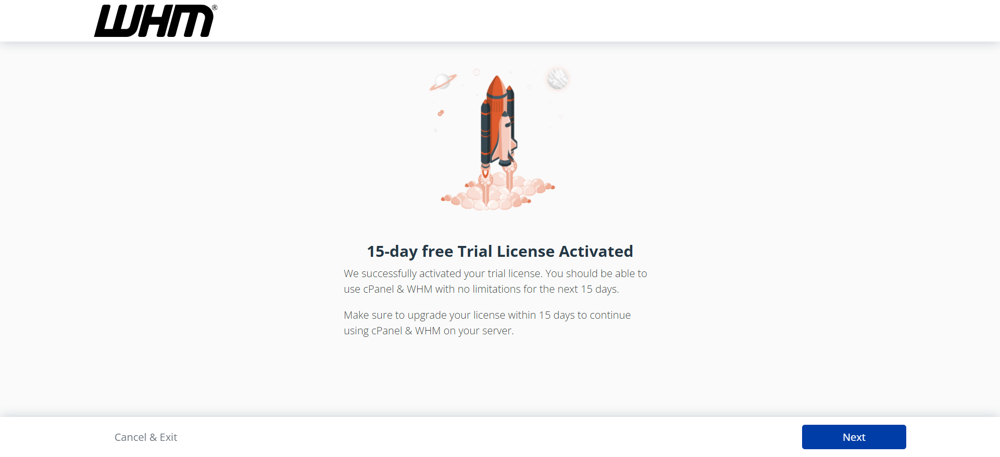 WHM®
15-day free Trial License Activated
We successfully activated your trial license. You should be able to
use cPanel & WHM with no limitations for the next 15 days.
Make sure to upgrade your license within 15 days to continue
using cPanel & WHM on your server.
Cancel & Exit
Next